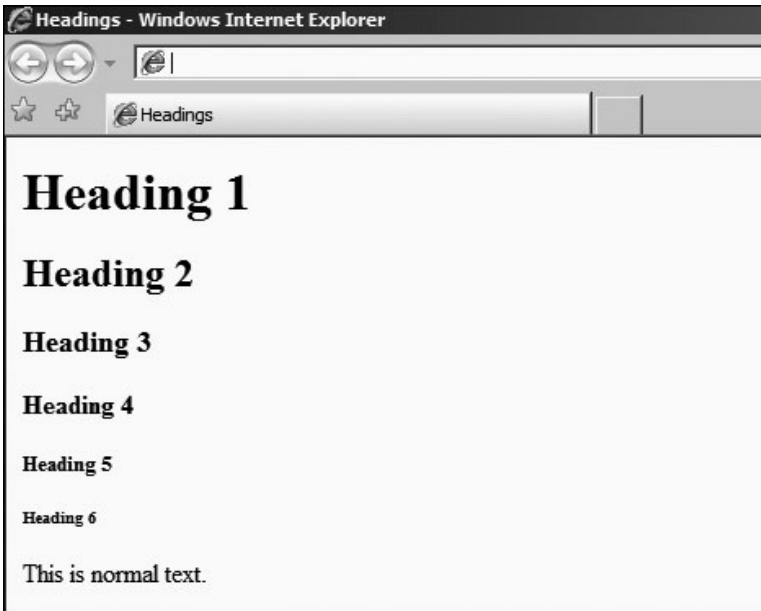 Headings - Windows Internet Explorer
Headings
Heading 1
Heading 2
Heading 3
Heading 4
Heading 5
Heading 6
This is normal text.